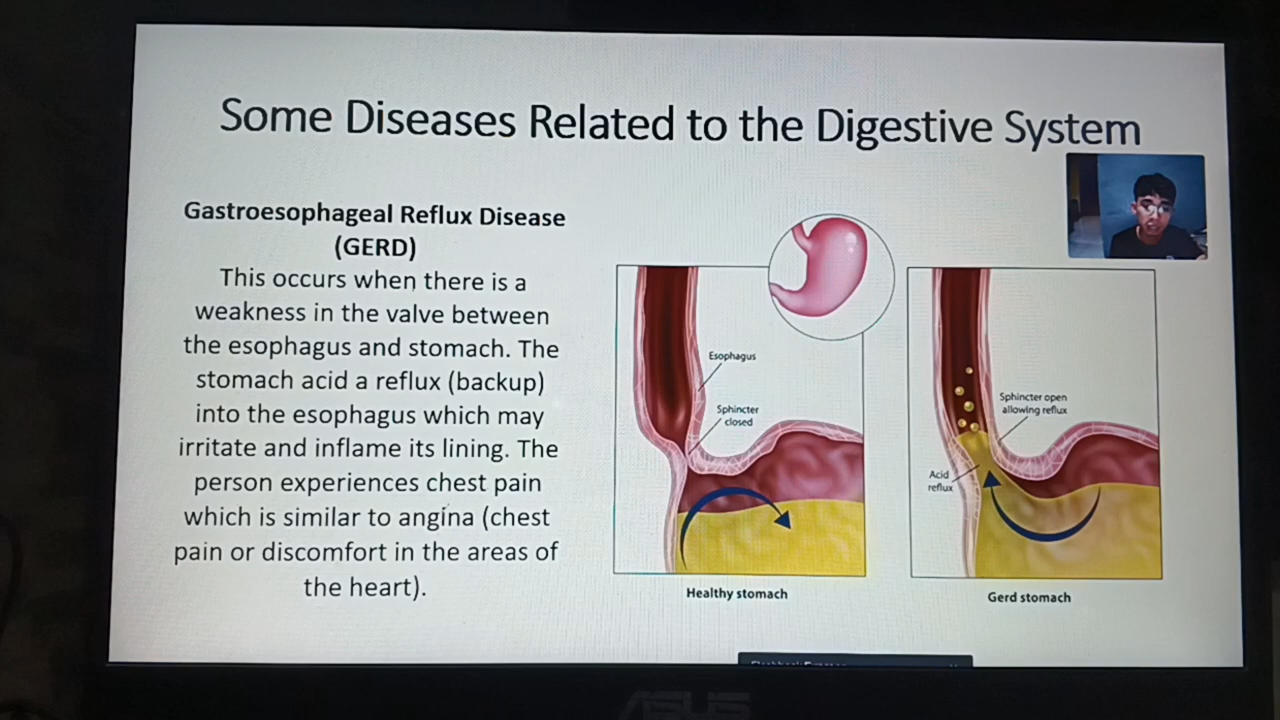 Some Diseases Related to the Digestive System
Gastroesophageal Reflux Disease
(GERD)
This occurs when there is a
weakness in the valve between
the esophagus and stomach. The
stomach acid a reflux (backup)
into the esophagus which may
irritate and inflame its lining. The
person experiences chest pain
which is similar to angina (chest
pain or discomfort in the areas of
the heart).
Esophagus
Sphincter
closed
Healthy stomach
Sphincter open
allowing reflux
Acid
reflux
Gerd stomach
ASUS